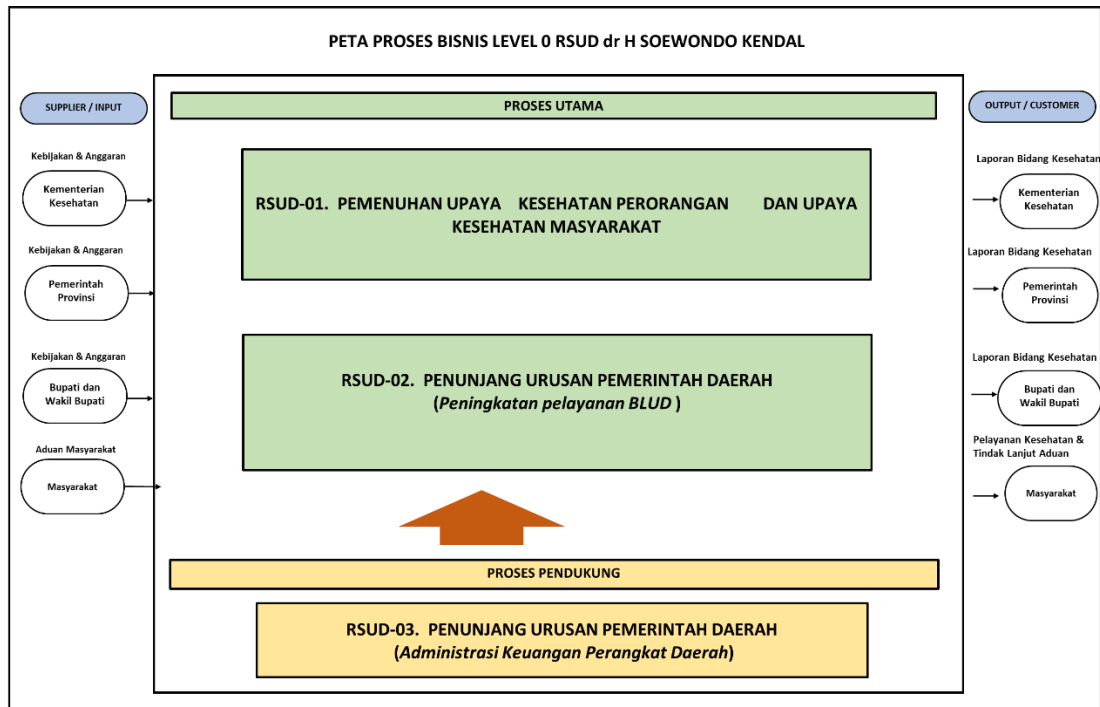 PETA PROSES BISNIS LEVEL 0 RSUD dr H SOEWONDO KENDAL
SUPPLIER / INPUT
Kebijakan & Anggaran
Kementerian
Kesehatan
Kebijakan & Anggaran
Pemerintah
Provinsi
Kebijakan & Anggaran
Bupati dan
Wakil Bupati
Aduan Masyarakat
Masyarakat
PROSES UTAMA
RSUD-01. PEMENUHAN UPAYA KESEHATAN PERORANGAN DAN UPAYA
KESEHATAN MASYARAKAT
RSUD-02. PENUNJANG URUSAN PEMERINTAH DAERAH
(Peningkatan pelayanan BLUD )
PROSES PENDUKUNG
RSUD-03. PENUNJANG URUSAN PEMERINTAH DAERAH
(Administrasi Keuangan Perangkat Daerah)
OUTPUT / CUSTOMER
Laporan Bidang Kesehatan
Kementerian
Kesehatan
Laporan Bidang Kesehatan
Pemerintah
Provinsi
Laporan Bidang Kesehatan
Bupati dan
Wakil Bupati
Pelayanan Kesehatan &
Tindak Lanjut Aduan
Masyarakat